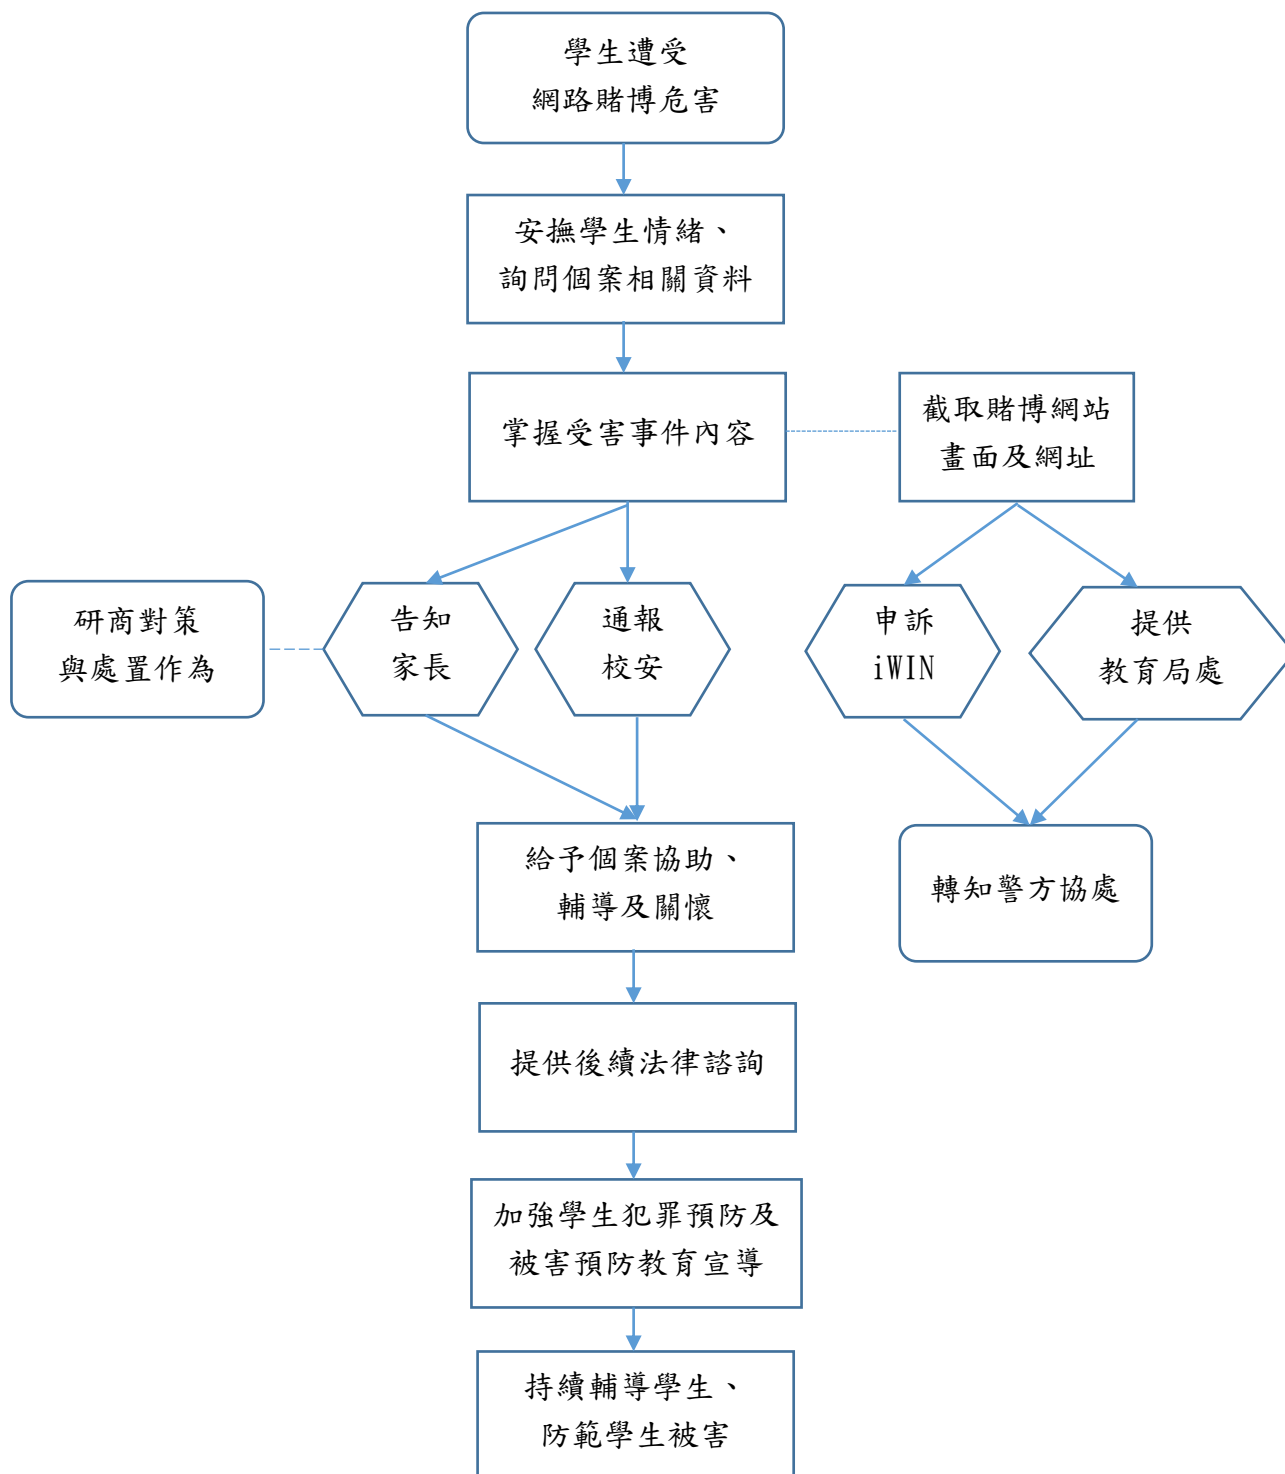 學生遭受
網路賭博危害
安撫學生情緒、
詢問個案相關資料
掌握受害事件內容
截取賭博網站
畫面及網址
研商對策
與處置作為
告知
家長
通報
校安
申訴
iWIN
提供
教育局處
給予個案協助、
輔導及關懷
轉知警方協處
提供後續法律諮詢
加強學生犯罪預防及
被害預防教育宣導
持續輔導學生、
防範學生被害